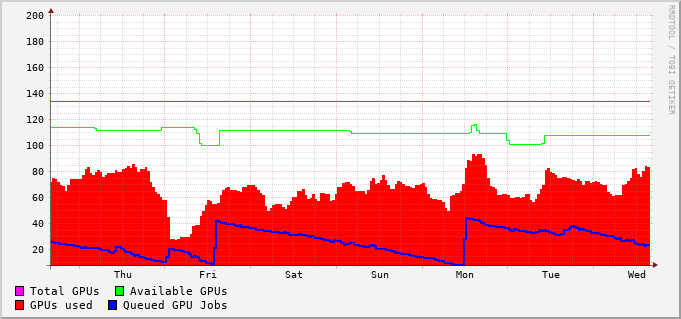 200
180
160
140
120
100
80
60
40
20
Thu Fri Sat Sun Mon Tue Wed
Total GPUs Available GPUs
GPUs used Queued GPU Jobs
RRDTOOL / TOBI OETIKER